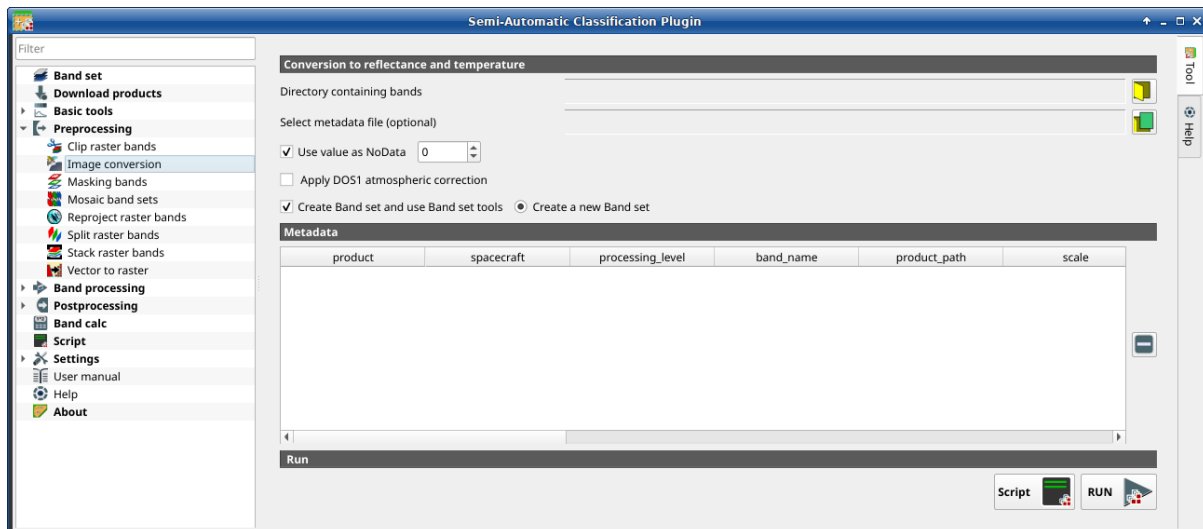 Semi-Automatic Classification Plugin
Filter
Band set
Download products
Basic tools
Preprocessing
Clip raster bands
Image conversion
Masking bands
Mosaic band sets
Reproject raster bands
Split raster bands
Stack raster bands
Vector to raster
Band processing
Postprocessing
Band calc
Script
Settings
User manual
Help
About
Conversion to reflectance and temperature
Directory containing bands
Select metadata file (optional)
Use value as NoData 0
Apply DOS1 atmospheric correction
Create Band set and use Band set tools Create a new Band set
Metadata
product spacecraft processing_level band_name product_path scale
Run
Script RUN
Tool
Help